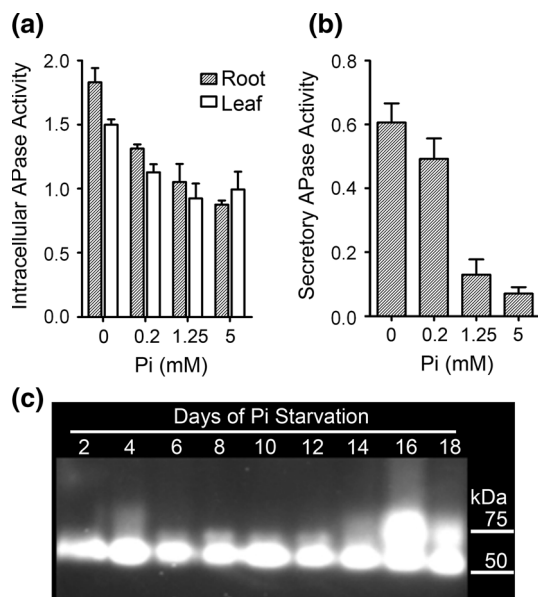 (a)
Intracellular APase Activity
2.0
1.5
1.0
0.5
0.0
Root
Leaf
0 0.2 1.25 5
Pi (mM)
(b)
Secretory APase Activity
0.8
0.6
0.4
0.2
0.0
0 0.2 1.25 5
Pi (mM)
(c)
Days of Pi Starvation
2 4 6 8 10 12 14 16 18
kDa
75
50